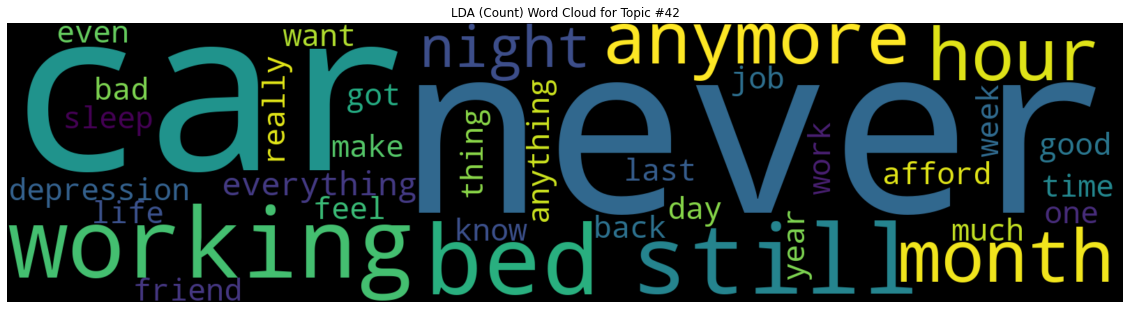 LDA (Count) Word Cloud for Topic #42
even
want
night
anymore
hour
car
never
bad
sleep
really
got
make
thing
anything
job
last
work
week
good
afford
time
one
depression
life
everything
feel
friend
working
know
bed
back
day
still
year
much
month